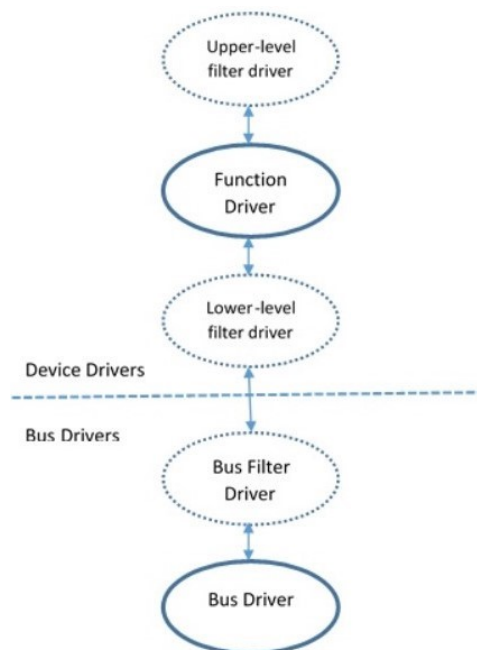 Upper-level
filter driver
Function
Driver
Lower-level
filter driver
Device Drivers
Bus Drivers
Bus Filter
Driver
Bus Driver